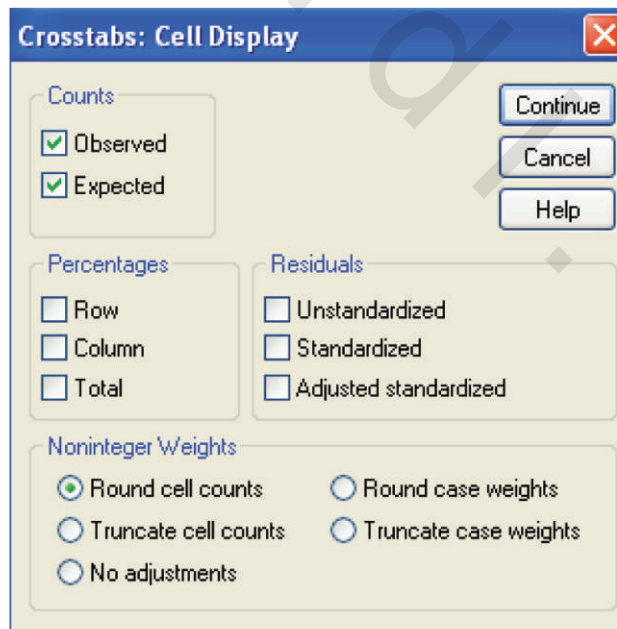 Crosstabs: Cell Display
Counts
Observed
Expected
Continue
Cancel
Help
Percentages
Row
Column
Total
Residuals
Unstandardized
Standardized
Adjusted standardized
Noninteger Weights
Round cell counts
Round case weights
Truncate cell counts
Truncate case weights
No adjustments